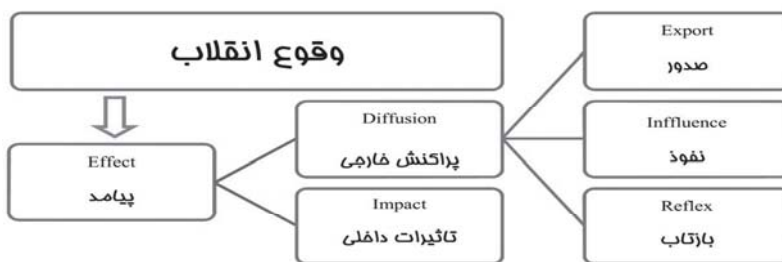 وقوع انقلاب
Effect
پیامد
Diffusion
پراکنش خارجی
Impact
تاثیرات داخلی
Export
صدور
Inffluence
نفوذ
Reflex
بازتاب